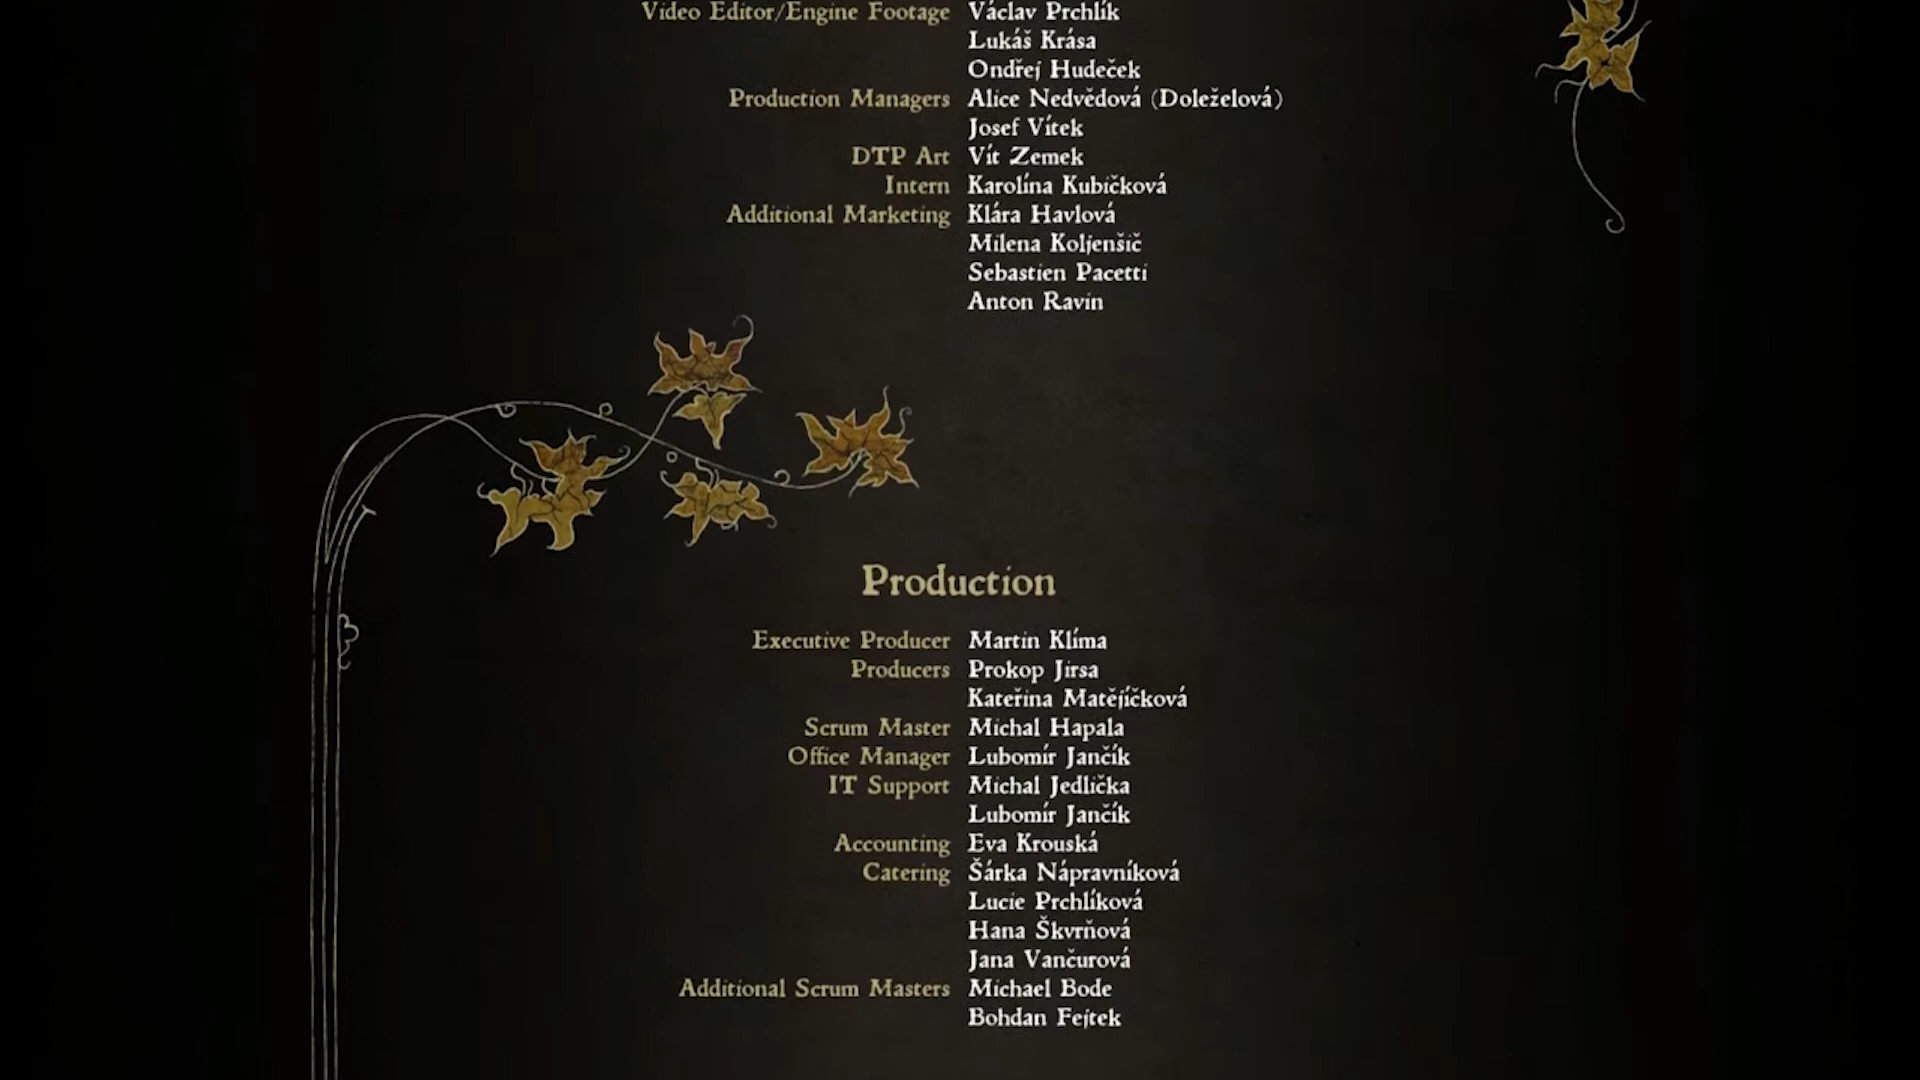 Video Editor/Engine Footage Václav Prchlík
Lukáš Krása
Ondřej Hudeček
Production Managers Alice Nedvědová (Doleželová)
Josef Vítek
DTP Art Vít Zemek
Intern Karolína Kubičková
Additional Marketing Klára Havlová
Milena Koljenšič
Sebastien Pacetti
Anton Ravin
Production
Executive Producer Martin Klíma
Producers Prokop Jirsa
Kateřina Matějíčková
Scrum Master Michal Hapala
Office Manager Lubomír Jančík
IT Support Michal Jedlička
Lubomír Jančík
Accounting Eva Krouská
Catering Šárka Nápravníková
Lucie Prchlíková
Hana Škvrňová
Jana Vančurová
Additional Scrum Masters Michael Bode
Bohdan Fejtek